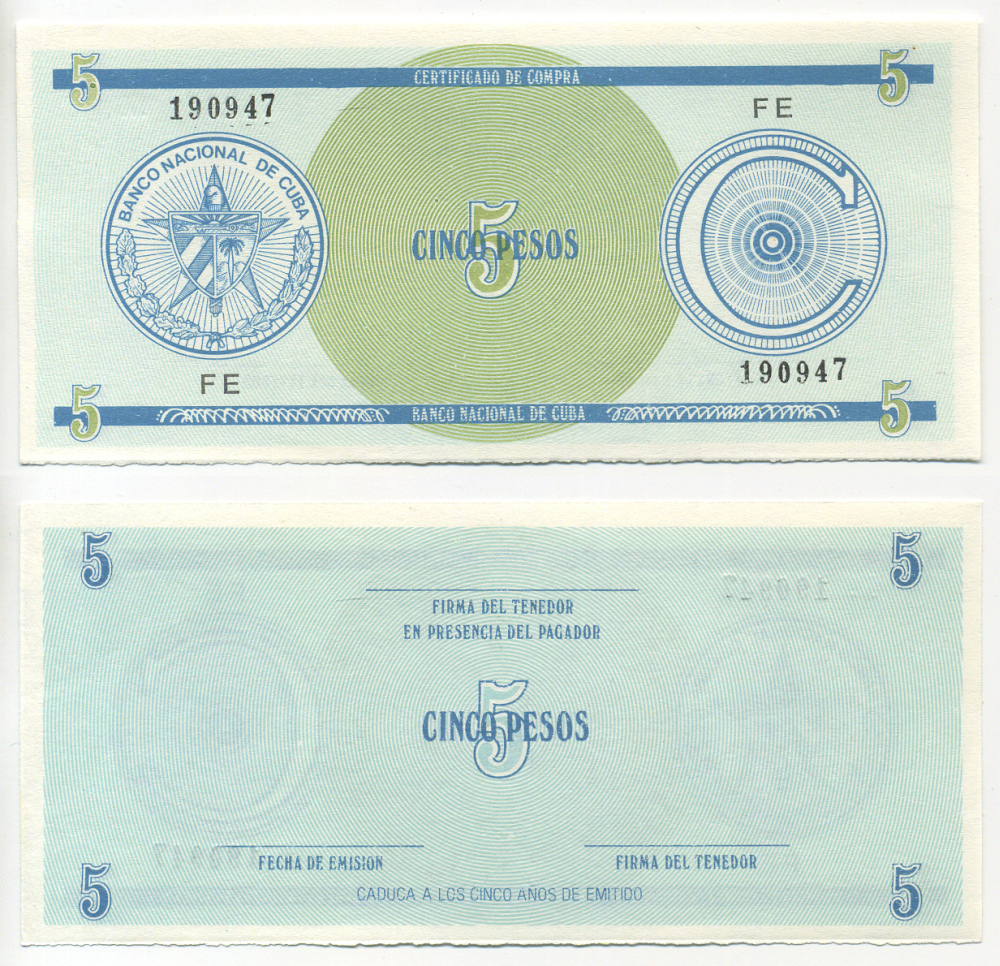 5 CERTIFICADO DE COMPRA 5
190947
FE
BANCO NACIONAL DE CUBA
C
5
CINCO PESOS
FE
190947
5 BANCO NACIONAL DE CUBA 5
5 5
190947
FIRMA DEL TENEDOR
EN PRESENCIA DEL PAGADOR
5
CINCO PESOS
190947
FECHA DE EMISION
FIRMA DEL TENEDOR
5 5
CADUCA A LOS CINCO AÑOS DE EMITIDO